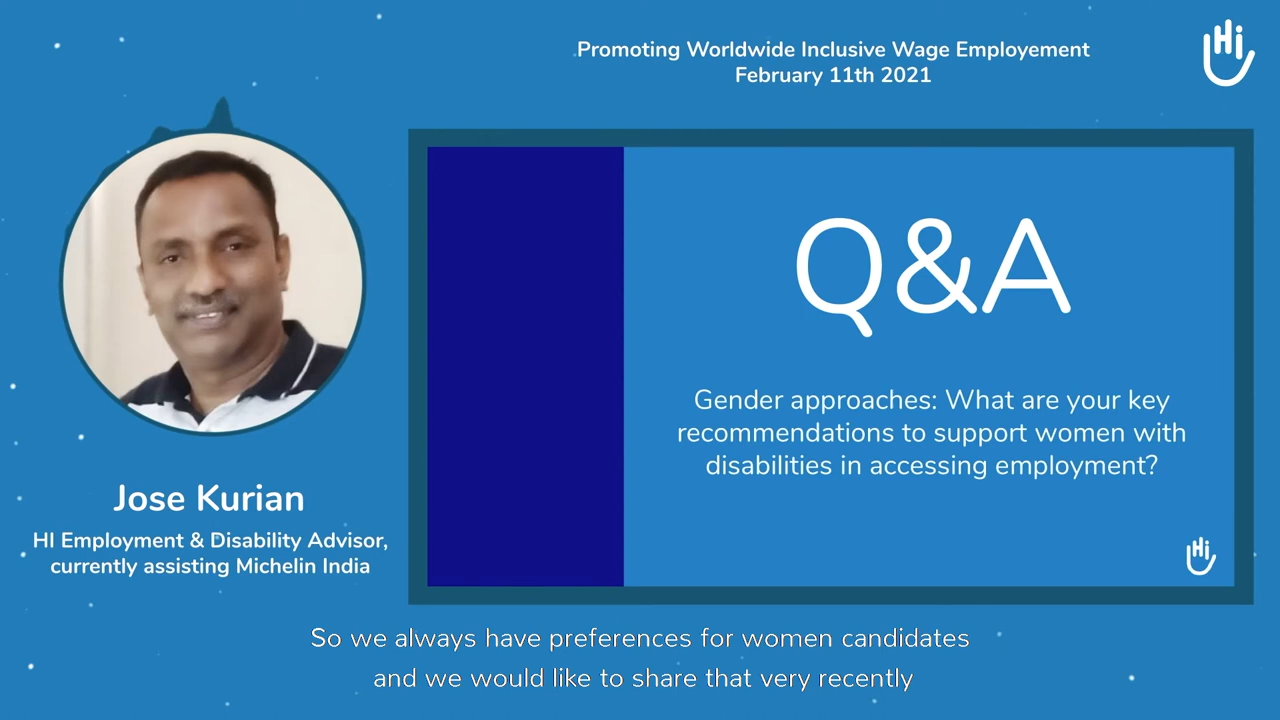 Promoting Worldwide Inclusive Wage Employement
February 11th 2021
Hi
Q&A
Gender approaches: What are your key
recommendations to support women with
disabilities in accessing employment?
Hi
Jose Kurian
HI Employment & Disability Advisor,
currently assisting Michelin India
So we always have preferences for women candidates
and we would like to share that very recently